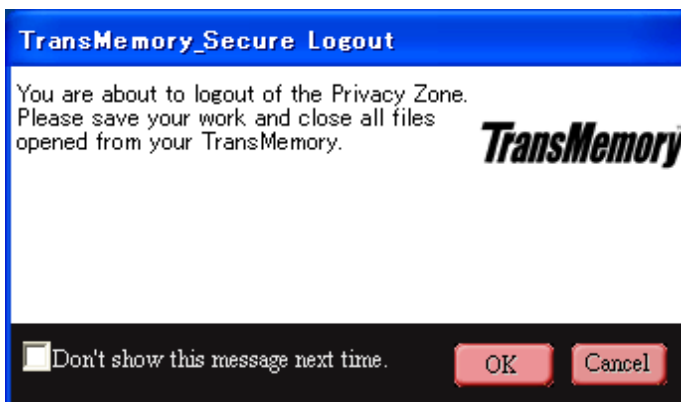 TransMemory_Secure Logout
You are about to logout of the Privacy Zone.
Please save your work and close all files
opened from your TransMemory.
TransMemory
Don't show this message next time.
OK
Cancel